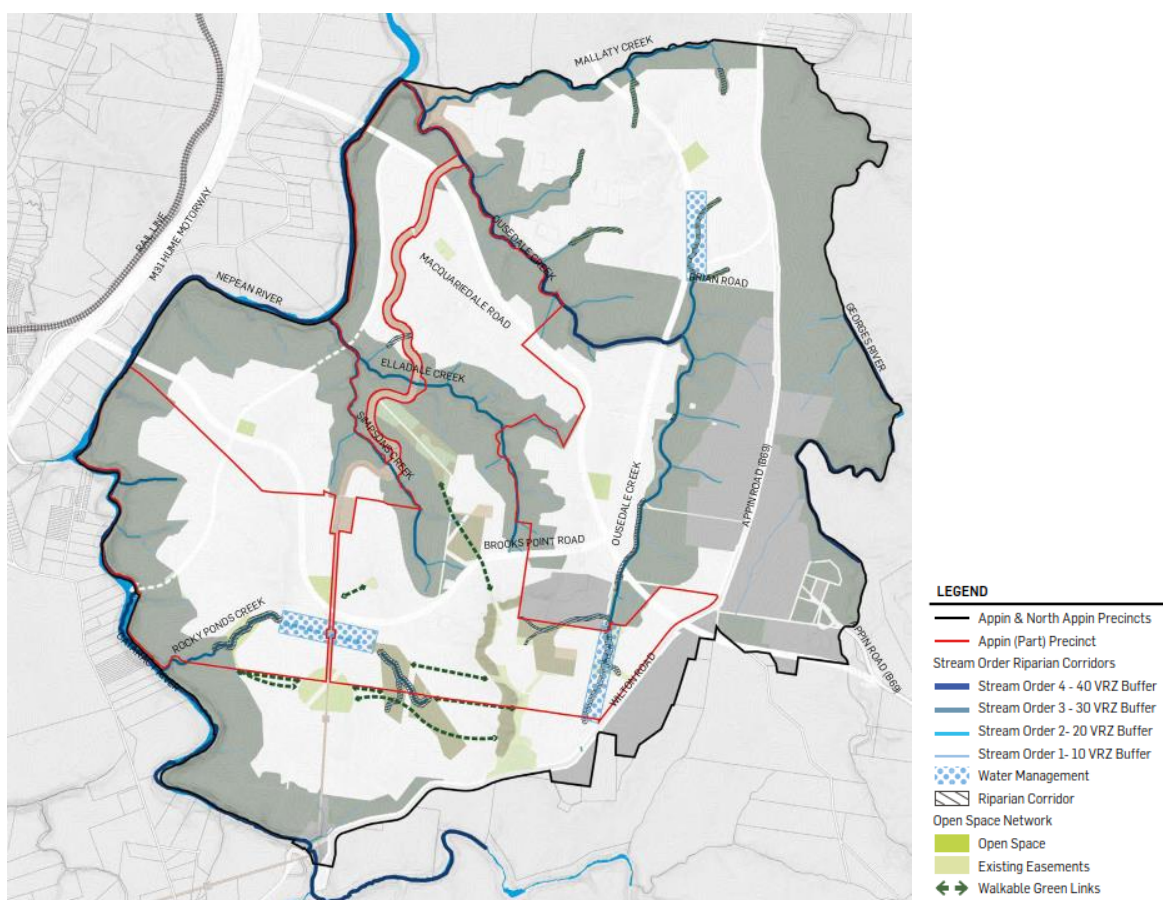 MALLATY CREEK
RAIL LINE
M31 HUME MOTORWAY
NEPEAN RIVER
OUSEDALE CREEK
MACQUARIEDALE ROAD
BRIAN ROAD
GEORGES RIVER
ELLADALE CREEK
SIMPSONS CREEK
OUSEDALE CREEK
APPIN ROAD (B69)
BROOKS POINT ROAD
ROCKY PONDS CREEK
WILTON ROAD
PPIN ROAD (B69)
LEGEND
Appin & North Appin Precincts
Appin (Part) Precinct
Stream Order Riparian Corridors
Stream Order 4 - 40 VRZ Buffer
Stream Order 3 - 30 VRZ Buffer
Stream Order 2- 20 VRZ Buffer
Stream Order 1- 10 VRZ Buffer
Water Management
Riparian Corridor
Open Space Network
Open Space
Existing Easements
Walkable Green Links